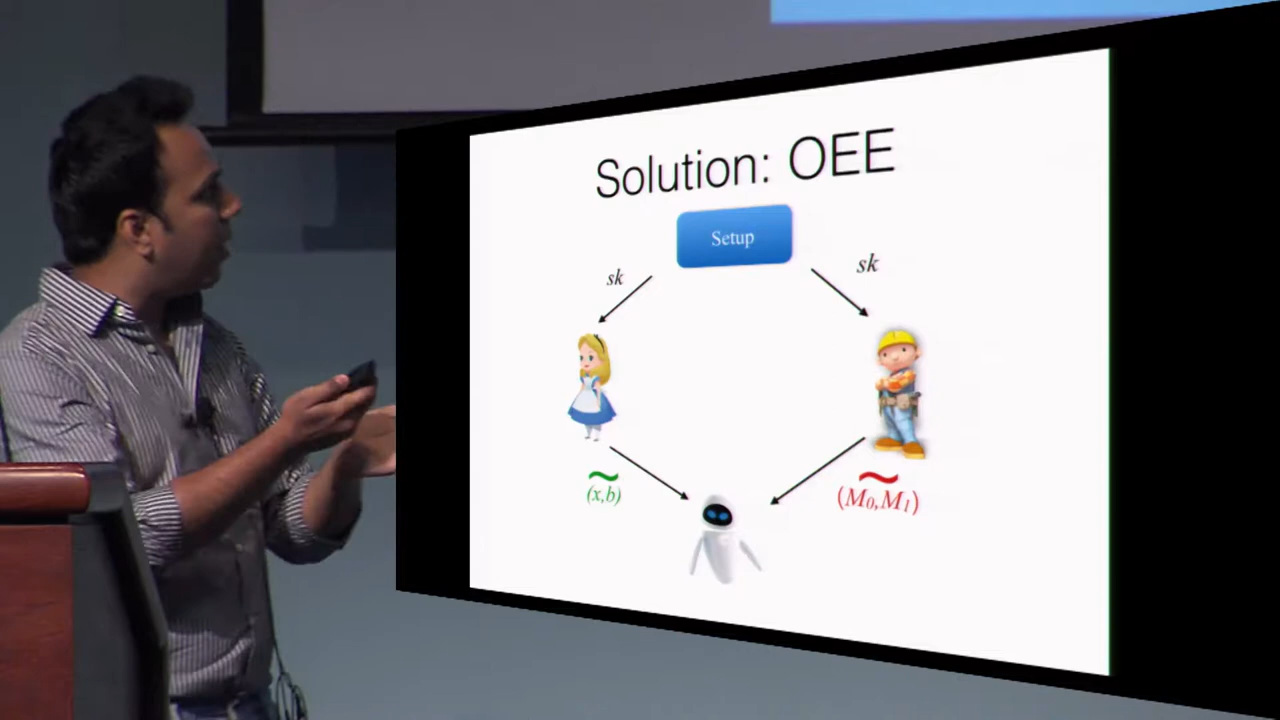 Solution: OEE
Setup
sk
sk
(x,b)
(M₀,M₁)